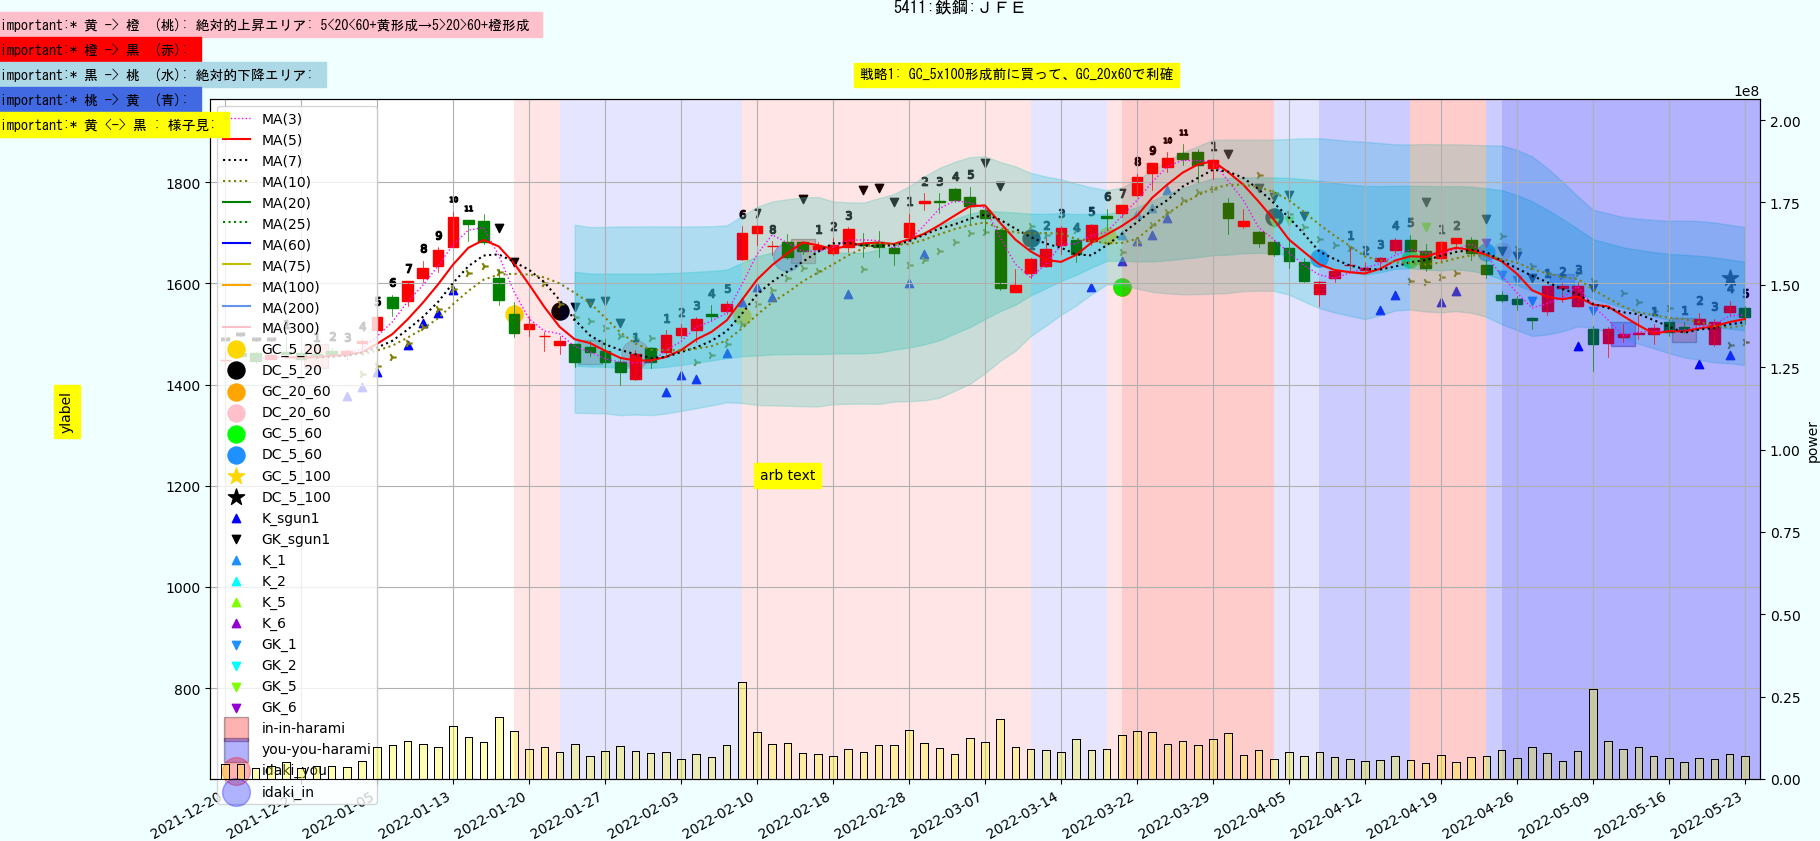 5411:鉄鋼:ＪＦＥ
important:* 黄 -> 橙 (桃): 絶対的上昇エリア: 5<20<60+黄形成→5>20>60+橙形成
important:* 橙 -> 黒 (赤):
important:* 黒 -> 桃 (水): 絶対的下降エリア:
important:* 桃 -> 黄 (青):
important:* 黄 <-> 黒 : 様子見:
戦略1: GC_5x100形成前に買って、GC_20x60で利確
1e8
MA(3)
MA(5)
MA(7)
MA(10)
MA(20)
MA(25)
MA(60)
MA(75)
MA(100)
MA(200)
MA(300)
GC_5_20
DC_5_20
GC_20_60
DC_20_60
GC_5_60
DC_5_60
GC_5_100
DC_5_100
K_sgun1
GK_sgun1
K_1
K_2
K_5
K_6
GK_1
GK_2
GK_5
GK_6
in-in-harami
you-you-harami
idaki_you
idaki_in
ylabel
1800
1600
1400
1200
1000
800
arb text
power
2.00
1.75
1.50
1.25
1.00
0.75
0.50
0.25
0.00
2021-12-20
2022-01-05
2022-01-13
2022-01-20
2022-01-27
2022-02-03
2022-02-10
2022-02-18
2022-02-28
2022-03-07
2022-03-14
2022-03-22
2022-03-29
2022-04-05
2022-04-12
2022-04-19
2022-04-26
2022-05-09
2022-05-16
2022-05-23